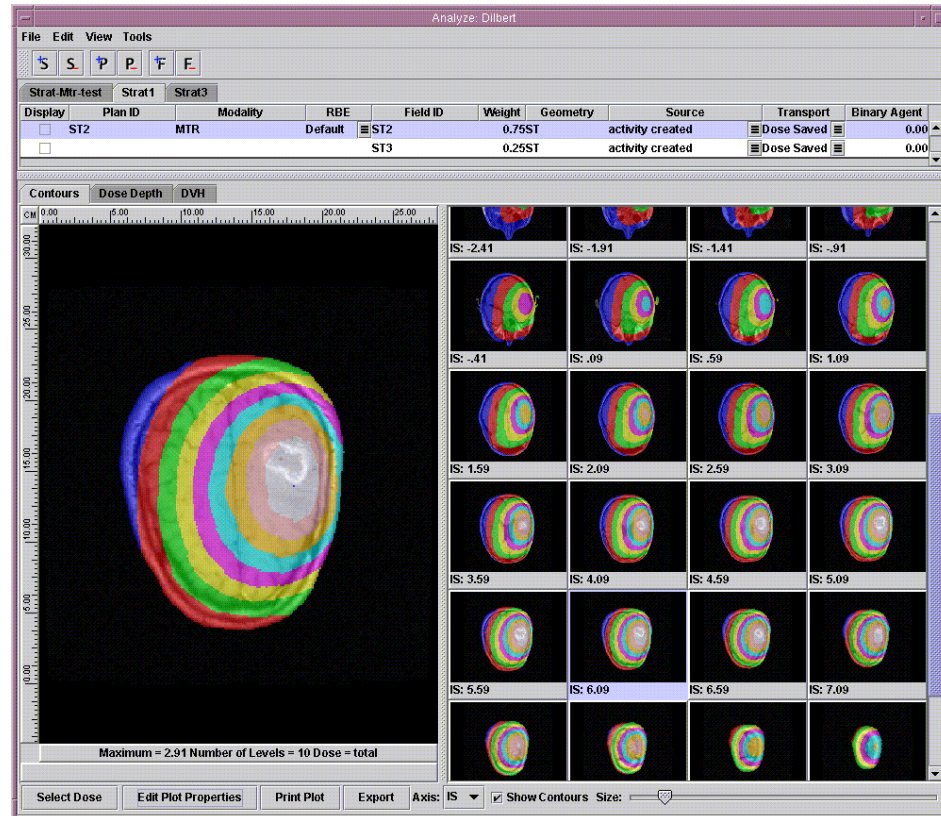 Analyze: Dilbert
File Edit View Tools
+S S- +P P- +F F-
Strat-Mtr-test Strat1 Strat3
Display Plan ID Modality RBE Field ID Weight Geometry Source Transport Binary Agent
ST2 MTR Default ST2 0.75 ST activity created Dose Saved 0.00
ST3 0.25 ST activity created Dose Saved 0.00
Contours Dose Depth DVH
CM 0.00 5.00 10.00 15.00 20.00 25.00
30.00
25.00
20.00
15.00
10.00
5.00
0.00
IS: -2.41 IS: -1.91 IS: -1.41 IS: -.91
IS: -.41 IS: .09 IS: .59 IS: 1.09
IS: 1.59 IS: 2.09 IS: 2.59 IS: 3.09
IS: 3.59 IS: 4.09 IS: 4.59 IS: 5.09
IS: 5.59 IS: 6.09 IS: 6.59 IS: 7.09
Maximum = 2.91 Number of Levels = 10 Dose = total
Select Dose Edit Plot Properties Print Plot Export Axis: IS Show Contours Size: